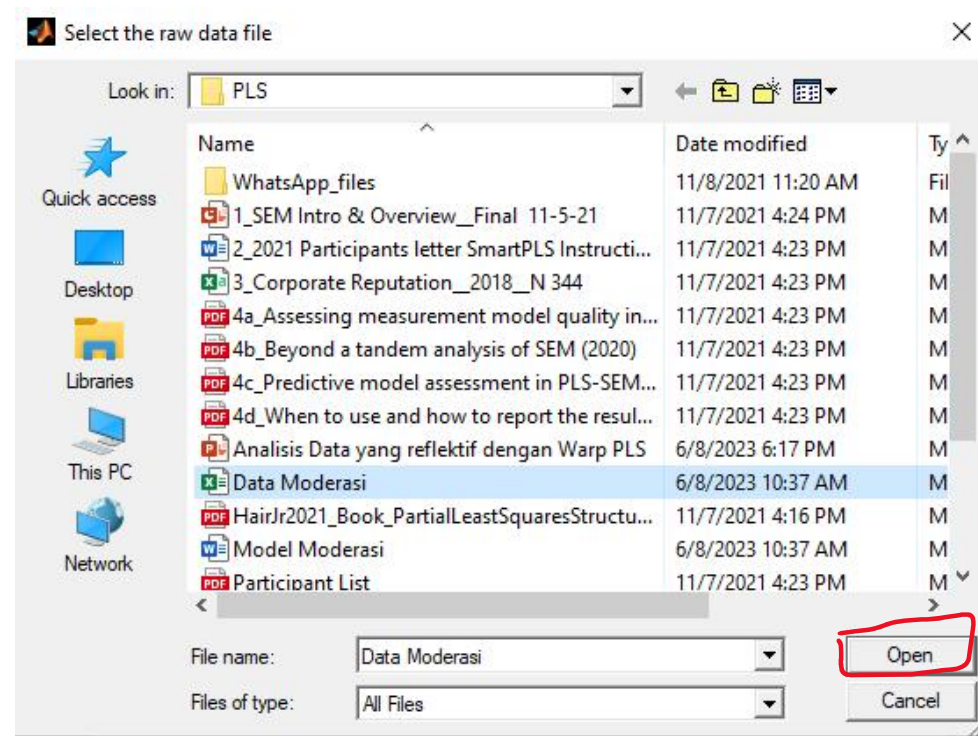 Select the raw data file
Look in: PLS
Name Date modified Ty
WhatsApp_files 11/8/2021 11:20 AM Fil
1_SEM Intro & Overview__Final 11-5-21 11/7/2021 4:24 PM M
2_2021 Participants letter SmartPLS Instructi... 11/7/2021 4:23 PM M
3_Corporate Reputation__2018__N 344 11/7/2021 4:23 PM M
4a_Assessing measurement model quality in... 11/7/2021 4:23 PM M
4b_Beyond a tandem analysis of SEM (2020) 11/7/2021 4:23 PM M
4c_Predictive model assessment in PLS-SEM... 11/7/2021 4:23 PM M
4d_When to use and how to report the resul... 11/7/2021 4:23 PM M
Analisis Data yang reflektif dengan Warp PLS 6/8/2023 6:17 PM M
Data Moderasi 6/8/2023 10:37 AM M
HairJr2021_Book_PartialLeastSquaresStructu... 11/7/2021 4:16 PM M
Model Moderasi 6/8/2023 10:37 AM M
Participant List 11/7/2021 4:23 PM M
Quick access
Desktop
Libraries
This PC
Network
File name: Data Moderasi Open
Files of type: All Files Cancel